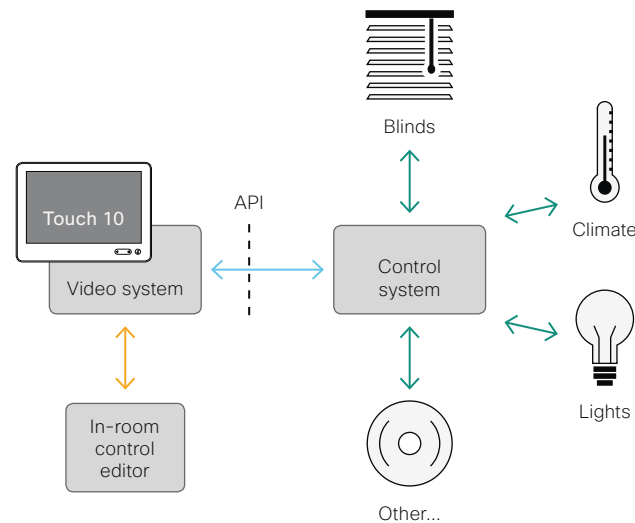 Blinds
Touch 10
API
Climate
Video system
Control
system
Lights
In-room
control
editor
Other...